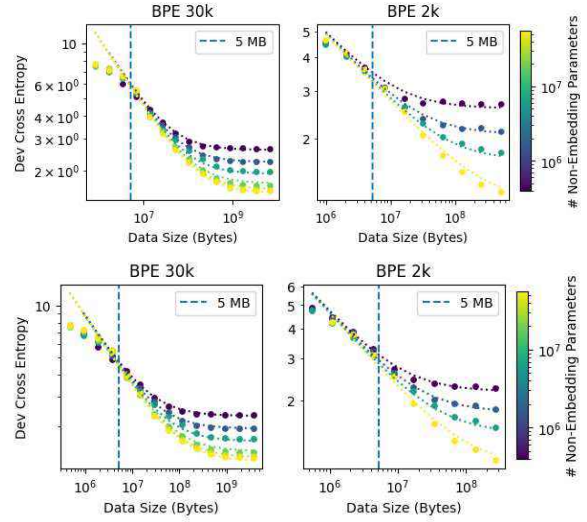 BPE 30k
BPE 2k
10
6 × 10⁰
3 × 10⁰
2 × 10⁰
Dev Cross Entropy
5 MB
10⁷
10⁹
Data Size (Bytes)
5
4
3
2
5 MB
10⁶
10⁷
10⁸
Data Size (Bytes)
10⁷
10⁶
# Non-Embedding Parameters
BPE 30k
BPE 2k
10
Dev Cross Entropy
5 MB
10⁶
10⁷
10⁸
10⁹
Data Size (Bytes)
6
5
4
3
2
5 MB
10⁶
10⁷
10⁸
Data Size (Bytes)
10⁷
10⁶
# Non-Embedding Parameters